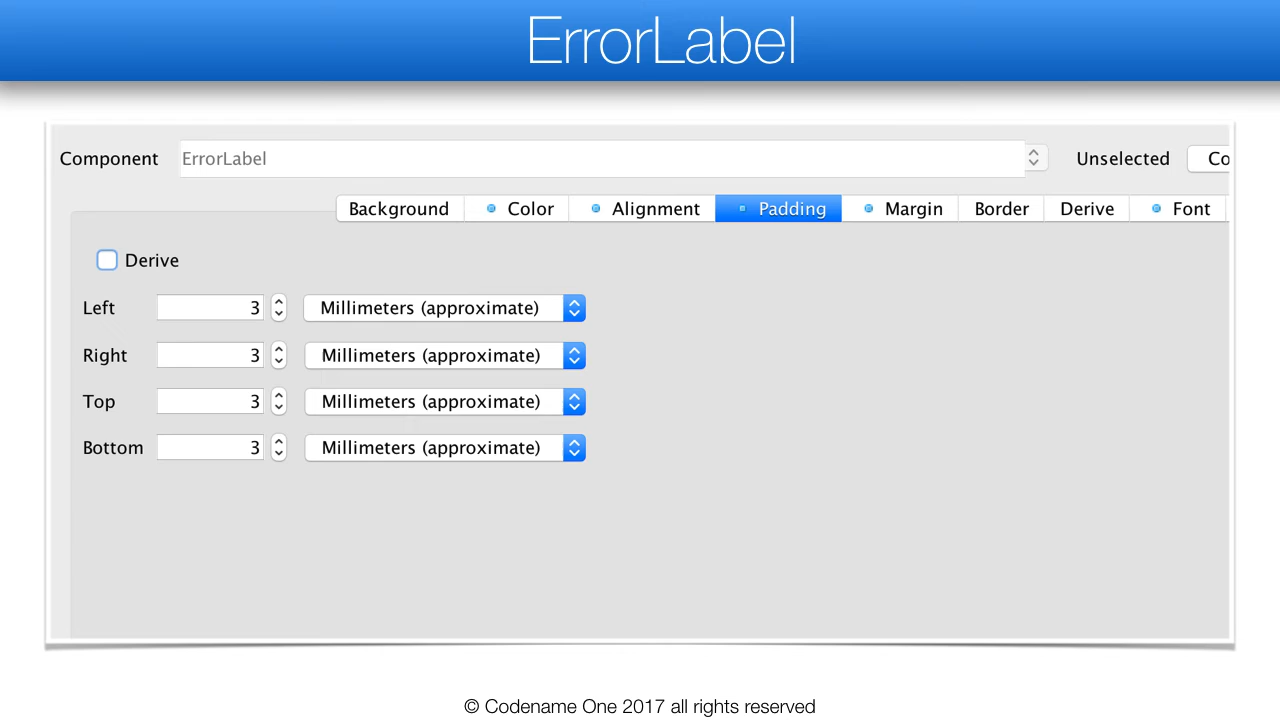 ErrorLabel
Component ErrorLabel Unselected Co
Background Color Alignment Padding Margin Border Derive Font
Derive
Left 3 Millimeters (approximate)
Right 3 Millimeters (approximate)
Top 3 Millimeters (approximate)
Bottom 3 Millimeters (approximate)
© Codename One 2017 all rights reserved